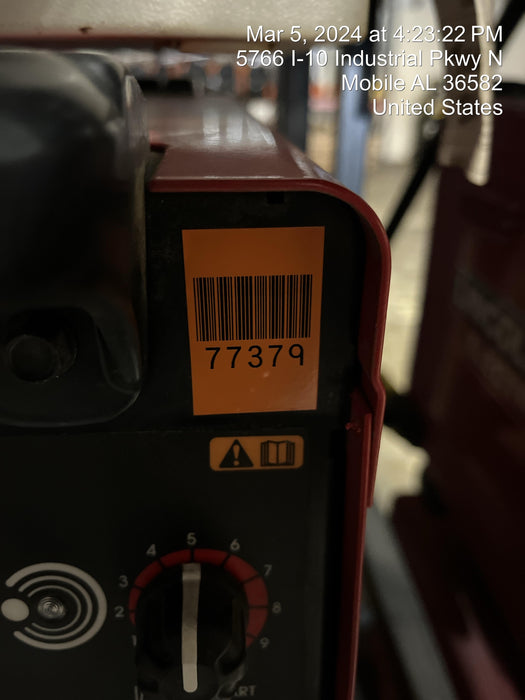 Mar 5, 2024 at 4:23:22 PM
5766 I-10 Industrial Pkwy N
Mobile AL 36582
United States
77379
5
4 6
3 7
2 8
1 9